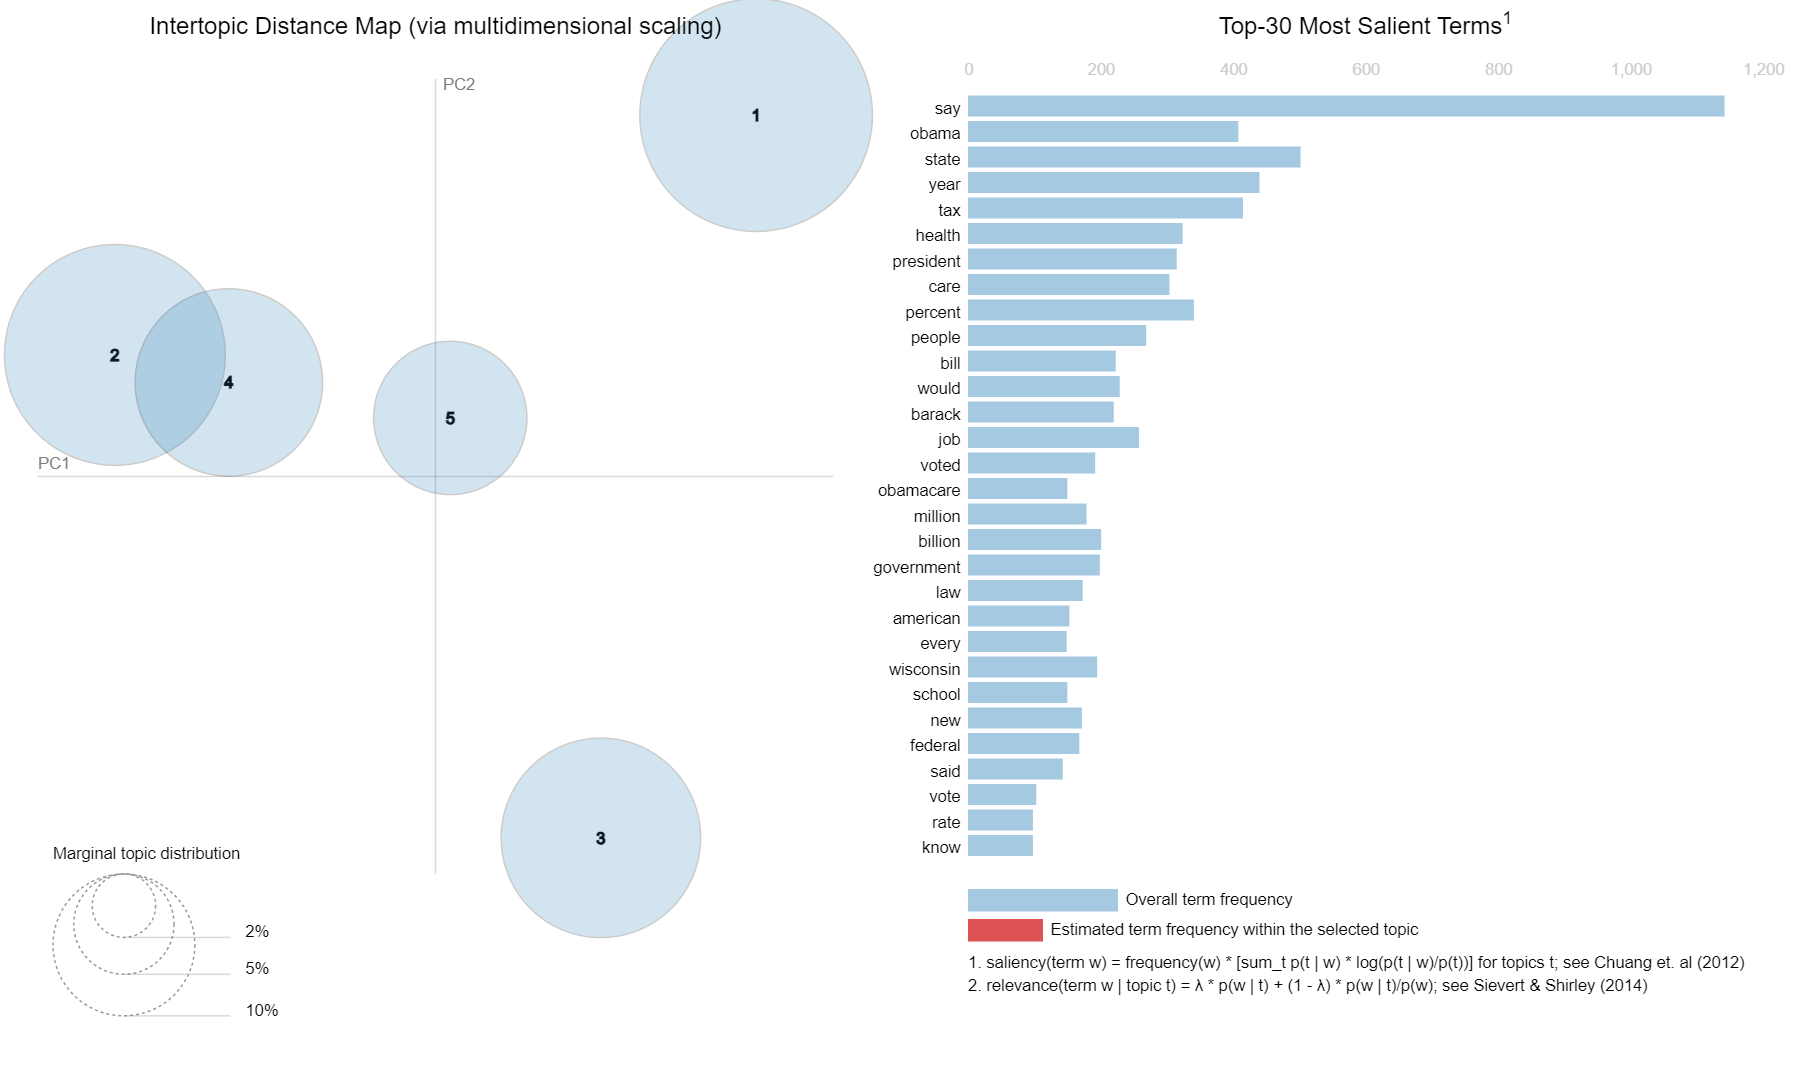 Intertopic Distance Map (via multidimensional scaling)
PC2
1
2
4
5
PC1
3
Marginal topic distribution
2%
5%
10%
Top-30 Most Salient Terms1
0 200 400 600 800 1,000 1,200
say
obama
state
year
tax
health
president
care
percent
people
bill
would
barack
job
voted
obamacare
million
billion
government
law
american
every
wisconsin
school
new
federal
said
vote
rate
know
Overall term frequency
Estimated term frequency within the selected topic
1. saliency(term w) = frequency(w) * [sum_t p(t | w) * log(p(t | w)/p(t))] for topics t; see Chuang et. al (2012)
2. relevance(term w | topic t) = λ * p(w | t) + (1 - λ) * p(w | t)/p(w); see Sievert & Shirley (2014)